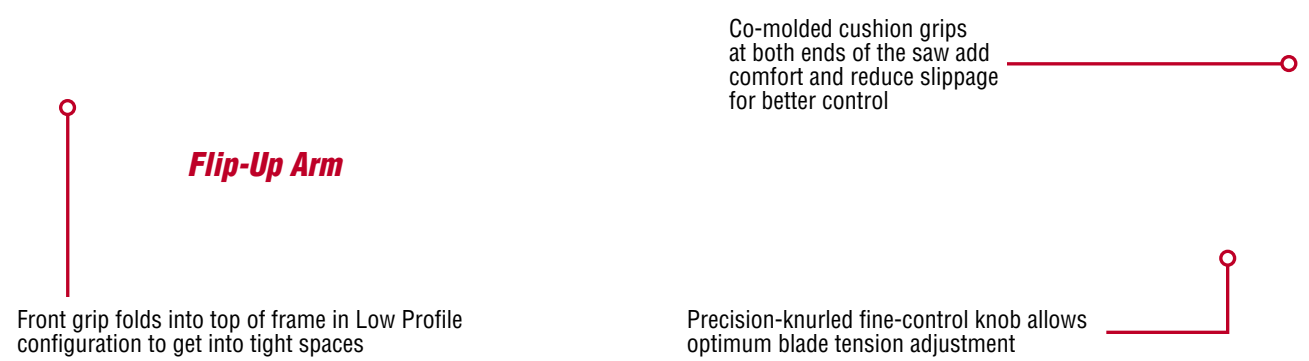 Co-molded cushion grips
at both ends of the saw add
comfort and reduce slippage
for better control
Flip-Up Arm
Front grip folds into top of frame in Low Profile
configuration to get into tight spaces
Precision-knurled fine-control knob allows
optimum blade tension adjustment